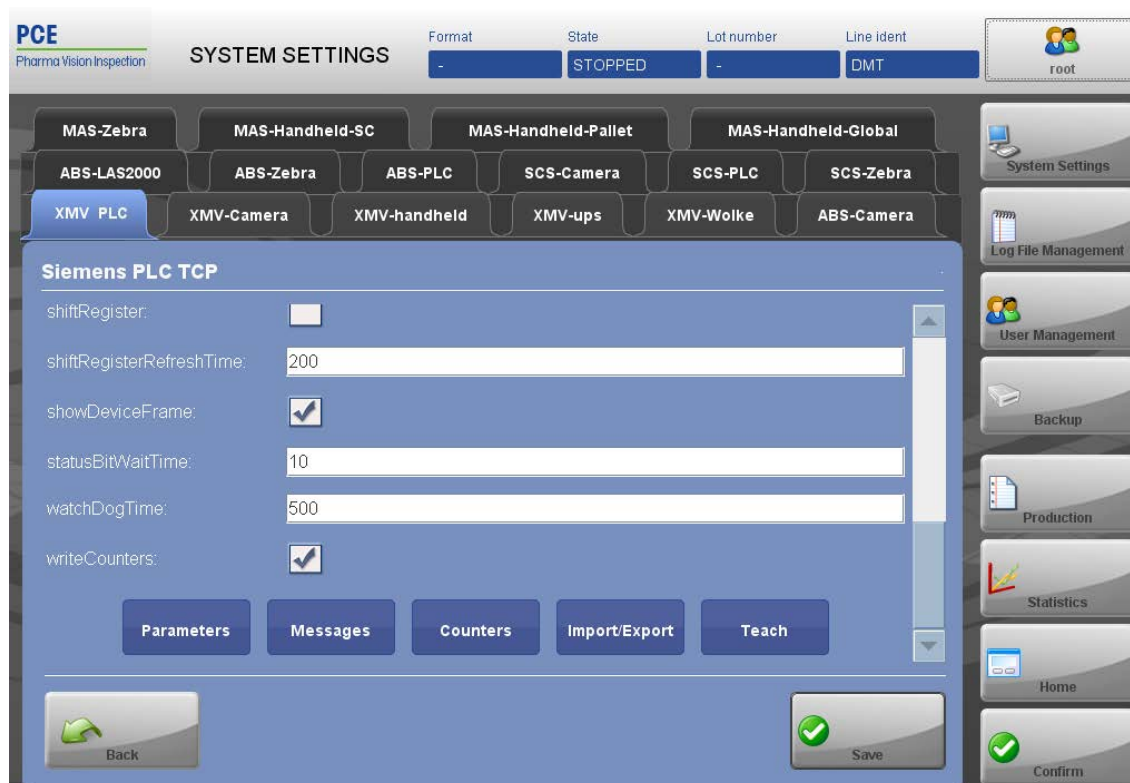 PCE
Pharma Vision Inspection
SYSTEM SETTINGS
Format State Lot number Line ident
- STOPPED - DMT
root
MAS-Zebra MAS-Handheld-SC MAS-Handheld-Pallet MAS-Handheld-Global
ABS-LAS2000 ABS-Zebra ABS-PLC SCS-Camera SCS-PLC SCS-Zebra
XMV PLC XMV-Camera XMV-handheld XMV-ups XMV-Wolke ABS-Camera
Siemens PLC TCP
shiftRegister:
shiftRegisterRefreshTime: 200
showDeviceFrame:
statusBitWaitTime: 10
watchDogTime: 500
writeCounters:
Parameters Messages Counters Import/Export Teach
Back Save
System Settings
Log File Management
User Management
Backup
Production
Statistics
Home
Confirm